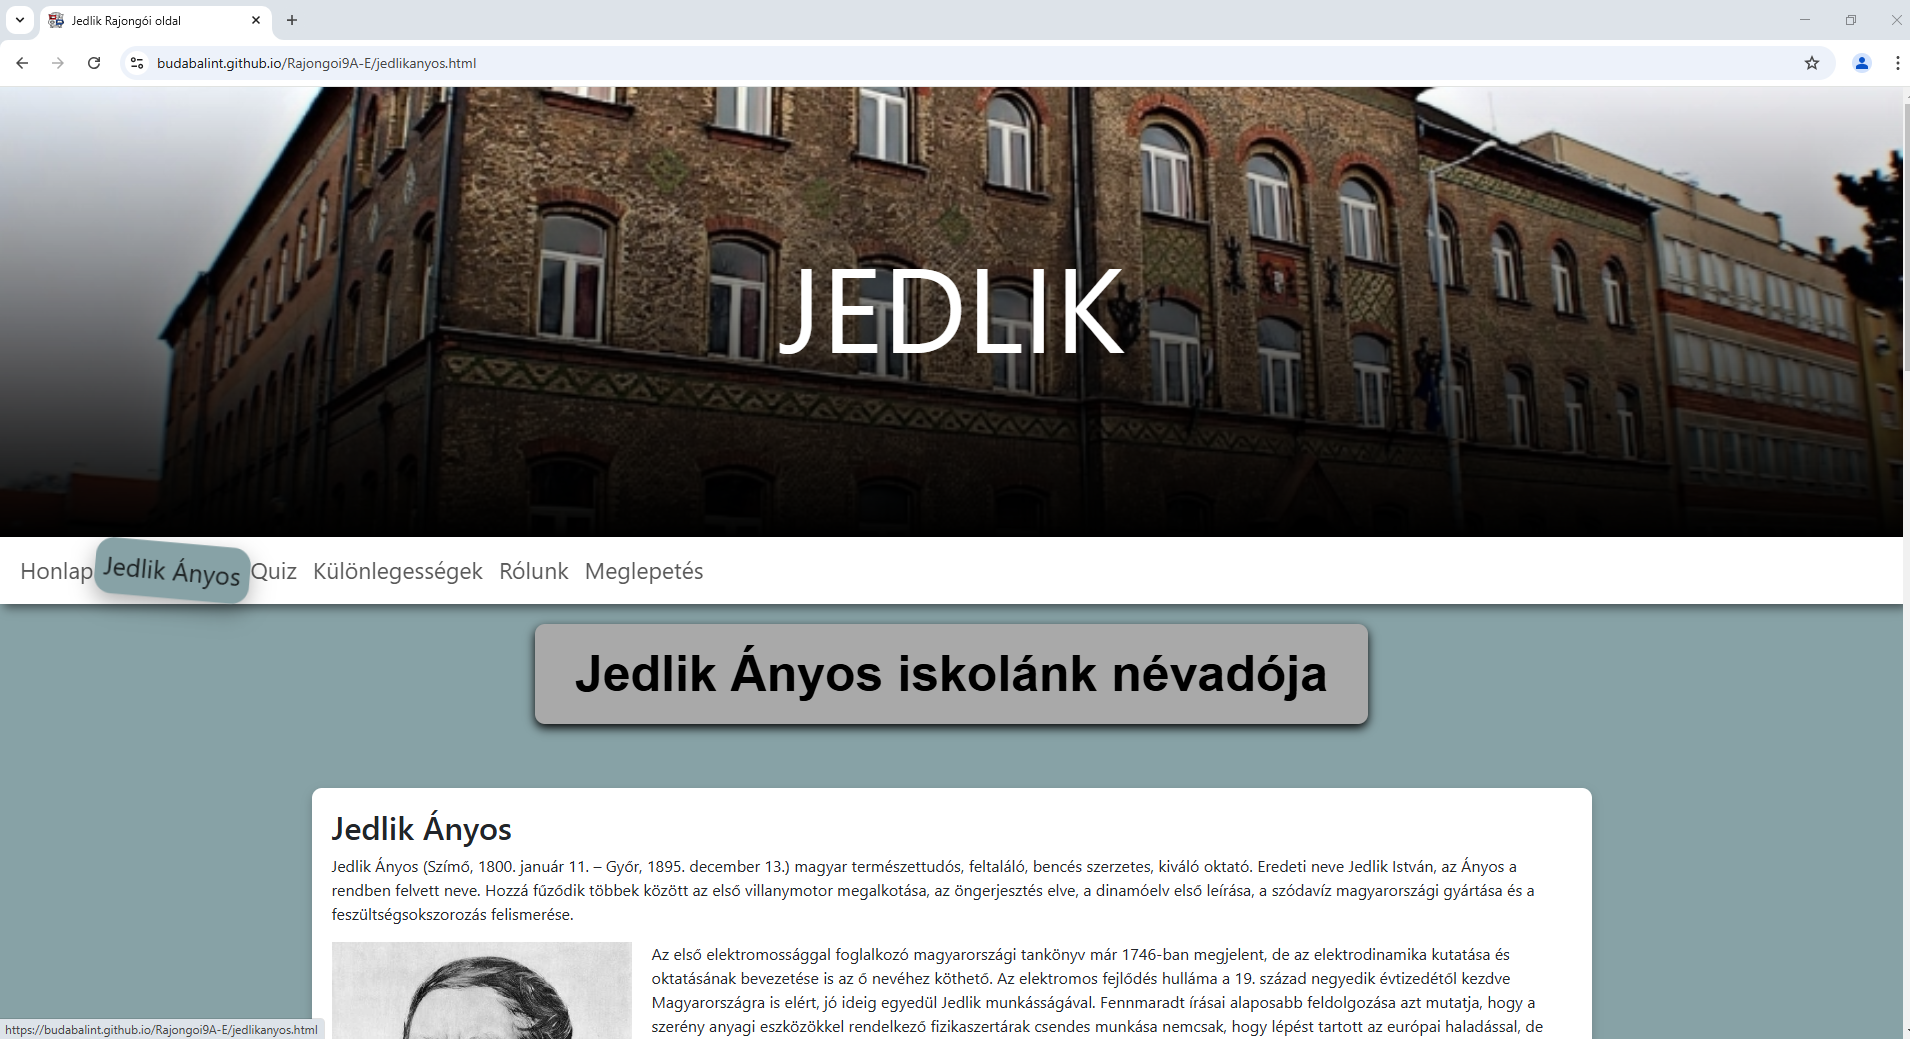 Jedlik Rajongói oldal
budabalint.github.io/Rajongoi9A-E/jedlikanyos.html
JEDLIK
Honlap Jedlik Ányos Quiz Különlegességek Rólunk Meglepetés
Jedlik Ányos iskolánk névadója
Jedlik Ányos
Jedlik Ányos (Szímő, 1800. január 11. – Győr, 1895. december 13.) magyar természettudós, feltaláló, bencés szerzetes, kiváló oktató. Eredeti neve Jedlik István, az Ányos a
rendben felvett neve. Hozzá fűződik többek között az első villanymotor megalkotása, az öngerjesztés elve, a dinamóelv első leírása, a szódavíz magyarországi gyártása és a
feszültségsokszorozás felismerése.
Az első elektromossággal foglalkozó magyarországi tankönyv már 1746-ban megjelent, de az elektrodinamika kutatása és
oktatásának bevezetése is az ő nevéhez köthető. Az elektromos fejlődés hulláma a 19. század negyedik évtizedétől kezdve
Magyarországra is elért, jó ideig egyedül Jedlik munkásságával. Fennmaradt írásai alaposabb feldolgozása azt mutatja, hogy a
szerény anyagi eszközökkel rendelkező fizikaszertárak csendes munkása nemcsak, hogy lépést tartott az európai haladással, de
https://budabalint.github.io/Rajongoi9A-E/jedlikanyos.html